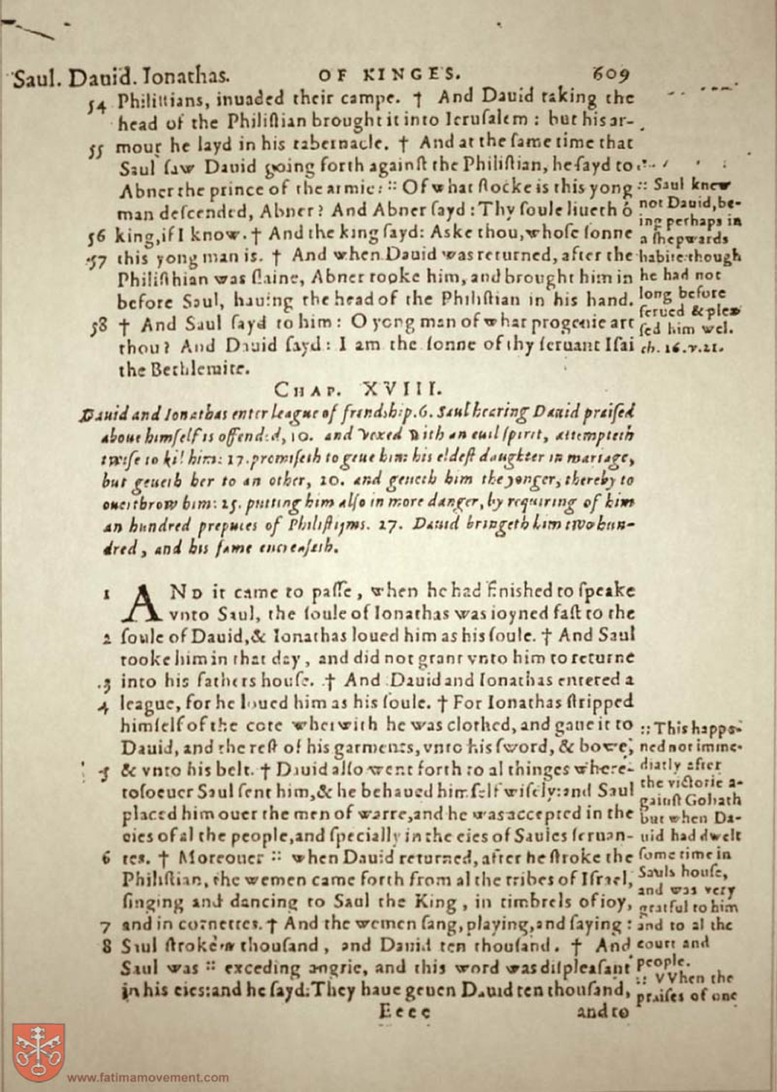 Saul. Dauid. Ionathas. OF KINGES. 609
54 Philistians, inuaded their campe. † And Dauid taking the
head of the Philistian brought it into Ierusalem : but his ar-
55 mour he layd in his tabernacle. † And at the same time that
Saul saw Dauid going forth against the Philistian, he sayd to
Abner the prince of the armie: :: Of what stocke is this yong
man descended, Abner? And Abner sayd : Thy soule liueth ô
56 king, if I know. † And the king sayd: Aske thou, whose sonne
57 this yong man is. † And when Dauid was returned, after the
Philisthian was slaine, Abner tooke him, and brought him in
before Saul, hauing the head of the Philistian in his hand.
58 † And Saul sayd to him : O yong man of what progenie art
thou? And Dauid sayd : I am the sonne of thy seruant Isai
the Bethlemite.
:: Saul knew
not Dauid, be-
ing perhaps in
a shepwards
habite: though
he had not
long before
serued & plea-
sed him wel.
ch. 16. v. 21.
CHAP. XVIII.
Dauid and Ionathas enter league of frendship. 6. Saul hearing Dauid praised
aboue himself is offended, 10. and vexed with an euil spirit, attempteth
twise to kil him: 17. promiseth to geue him his eldest daughter in mariage,
but geueth her to an other, 20. and geueth him the yonger, thereby to
ouerthrow him: 25. putting him also in more danger, by requiring of him
an hundred prepuces of Philistijms. 27. Dauid bringeth him two hun-
dred, and his fame encreaseth.
1 AND it came to passe, when he had finished to speake
vnto Saul, the soule of Ionathas was ioyned fast to the
2 soule of Dauid, & Ionathas loued him as his soule. † And Saul
tooke him in that day, and did not grant vnto him to returne
3 into his fathers house. † And Dauid and Ionathas entered a
4 league, for he loued him as his soule. † For Ionathas stripped
himself of the cote wherwith he was clothed, and gaue it to
Dauid, and the rest of his garments, vnto his sword, & bowe,
5 & vnto his belt. † Dauid also went forth to al thinges where-
tosoeuer Saul sent him, & he behaued himself wisely: and Saul
placed him ouer the men of warre, and he was accepted in the
eies of al the people, and specially in the eies of Saules seruan-
6 tes. † Moreouer :: when Dauid returned, after he stroke the
Philistian, the wemen came forth from al the tribes of Israel,
singing and dancing to Saul the King, in timbrels of ioy,
7 and in cornettes. † And the wemen sang, playing, and saying :
8 Saul stroke thousand, and Dauid ten thousand. † And
Saul was :: exceding angrie, and this word was displeasant
in his eies: and he sayd: They haue geuen Dauid ten thousand,
:: This happe-
ned not imme-
diatly after
the victorie a-
gainst Goliath
but when Da-
uid had dwelt
some time in
Sauls house,
and was very
gratful to him
and to al the
court and
people.
:: VVhen the
praises of one
Eeee and to
www.fatimamovement.com